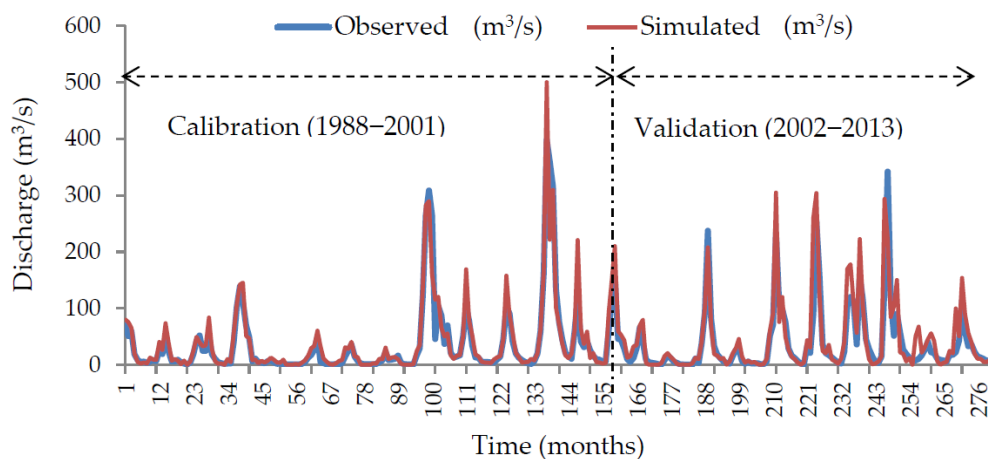 Observed (m³/s) Simulated (m³/s)
600
500
400
300
200
100
0
Discharge (m³/s)
Calibration (1988−2001) Validation (2002−2013)
1 12 23 34 45 56 67 78 89 100 111 122 133 144 155 166 177 188 199 210 221 232 243 254 265 276
Time (months)